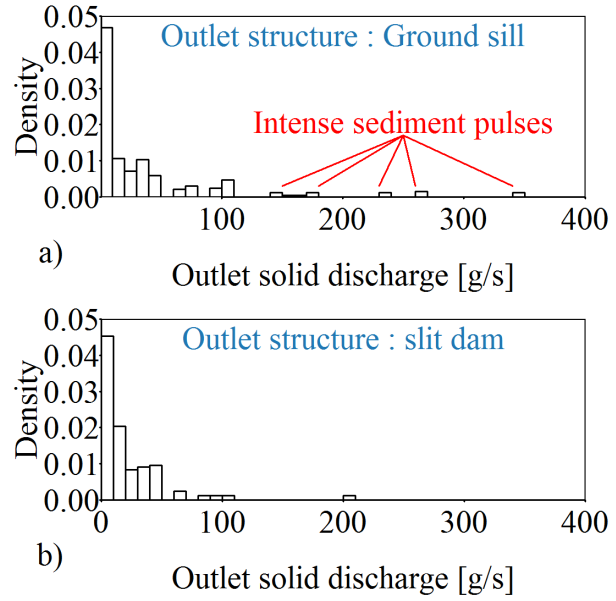 0.05
Outlet structure : Ground sill
0.04
0.03
Density
Intense sediment pulses
0.02
0.01
0.00
100 200 300 400
a)
Outlet solid discharge [g/s]
0.05
Outlet structure : slit dam
0.04
0.03
Density
0.02
0.01
0.00
0 100 200 300 400
b)
Outlet solid discharge [g/s]